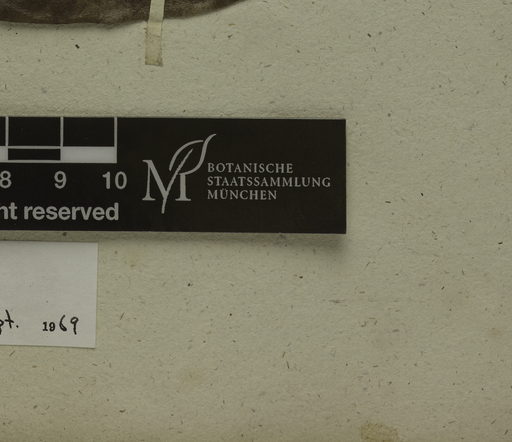 8 9 10
nt reserved
BOTANISCHE
STAATSSAMMLUNG
MÜNCHEN
pt. 1969